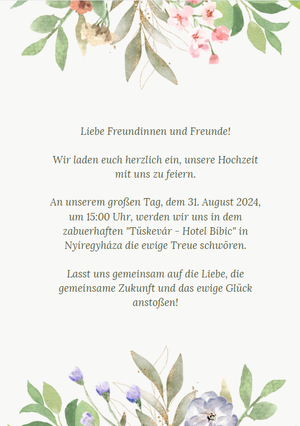 Liebe Freundinnen und Freunde!
Wir laden euch herzlich ein, unsere Hochzeit
mit uns zu feiern.
An unserem großen Tag, dem 31. August 2024,
um 15:00 Uhr, werden wir uns in dem
zabuerhaften "Tüskevár - Hotel Bibic" in
Nyíregyháza die ewige Treue schwören.
Lasst uns gemeinsam auf die Liebe, die
gemeinsame Zukunft und das ewige Glück
anstoßen!